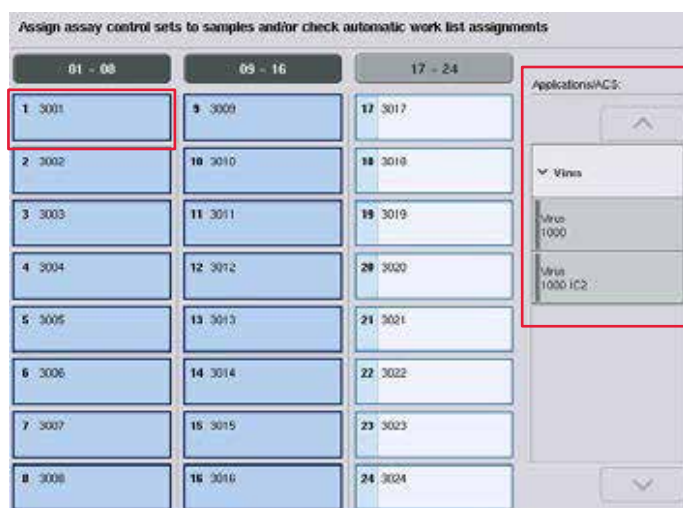 Assign assay control sets to samples and/or check automatic work list assignments
01 - 08
09 - 16
17 - 24
Applications/ACS:
1 3001
9 3009
17 3017
2 3002
10 3010
18 3018
Virus
3 3003
11 3011
19 3019
Virus
1000
4 3004
12 3012
20 3020
Virus
1000 IC2
5 3005
13 3013
21 3021
6 3006
14 3014
22 3022
7 3007
15 3015
23 3023
8 3008
16 3016
24 3024